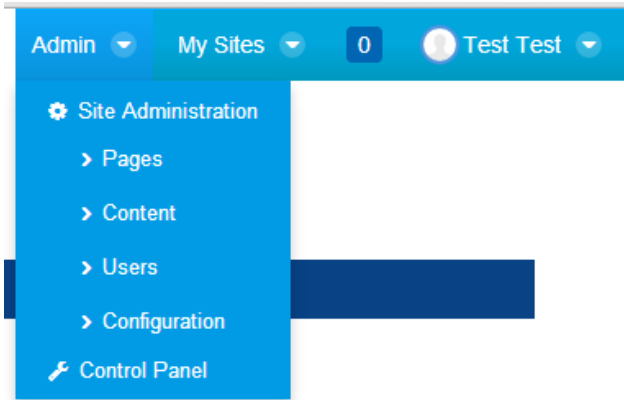 Admin My Sites 0 Test Test
Site Administration
Pages
Content
Users
Configuration
Control Panel